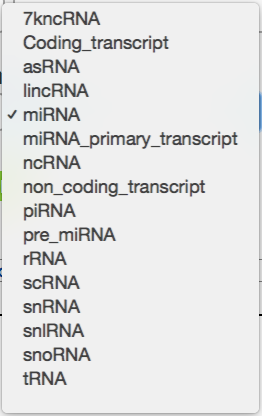 7kncRNA
Coding_transcript
asRNA
lincRNA
✓ miRNA
miRNA_primary_transcript
ncRNA
non_coding_transcript
piRNA
pre_miRNA
rRNA
scRNA
snRNA
snlRNA
snoRNA
tRNA